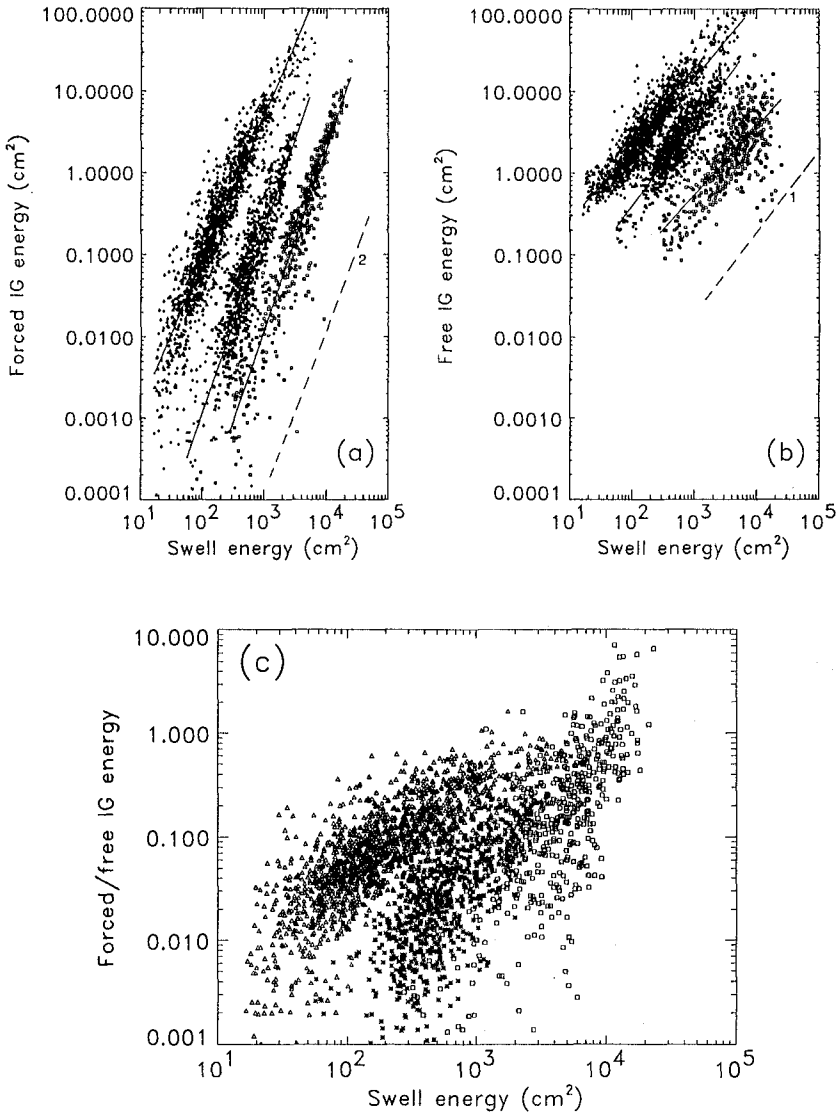 100.0000
10.0000
1.0000
0.1000
0.0100
0.0010
0.0001
Forced IG energy (cm²)
2
(a)
10¹ 10² 10³ 10⁴ 10⁵
Swell energy (cm²)
100.0000
10.0000
1.0000
0.1000
0.0100
0.0010
0.0001
Free IG energy (cm²)
1
(b)
10¹ 10² 10³ 10⁴ 10⁵
Swell energy (cm²)
10.000
1.000
0.100
0.010
0.001
Forced/free IG energy
(c)
10¹ 10² 10³ 10⁴ 10⁵
Swell energy (cm²)